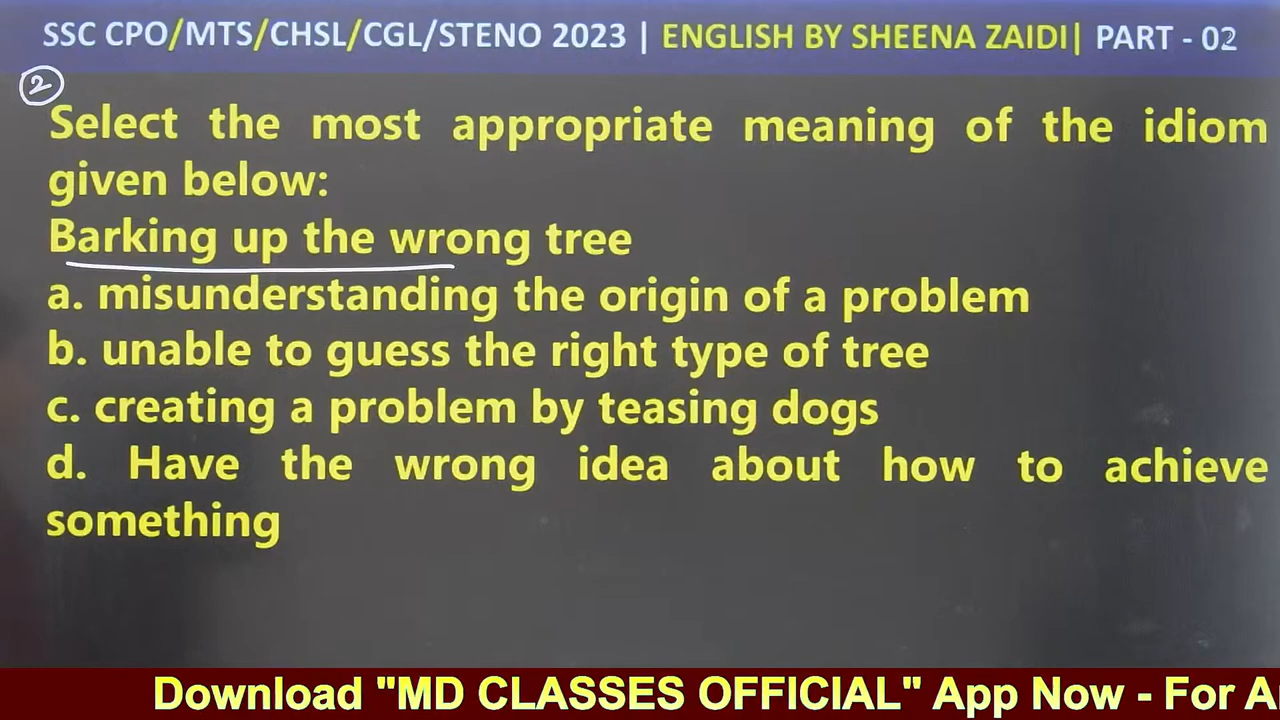 SSC CPO/MTS/CHSL/CGL/STENO 2023 | ENGLISH BY SHEENA ZAIDI| PART - 02
2
Select the most appropriate meaning of the idiom
given below:
Barking up the wrong tree
a. misunderstanding the origin of a problem
b. unable to guess the right type of tree
c. creating a problem by teasing dogs
d. Have the wrong idea about how to achieve
something
Download "MD CLASSES OFFICIAL" App Now - For A